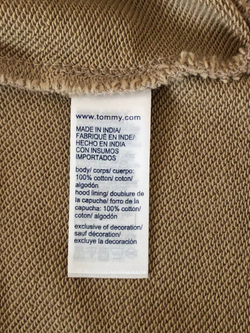 www.tommy.com
MADE IN INDIA/
FABRIQUÉ EN INDE/
HECHO EN INDIA
CON INSUMOS
IMPORTADOS
body/ corps/ cuerpo:
100% cotton/ coton/
algodón
hood lining/ doublure de
la capuche/ forro de la
capucha: 100% cotton/
coton/ algodón
exclusive of decoration/
sauf décoration/
excluye la decoración